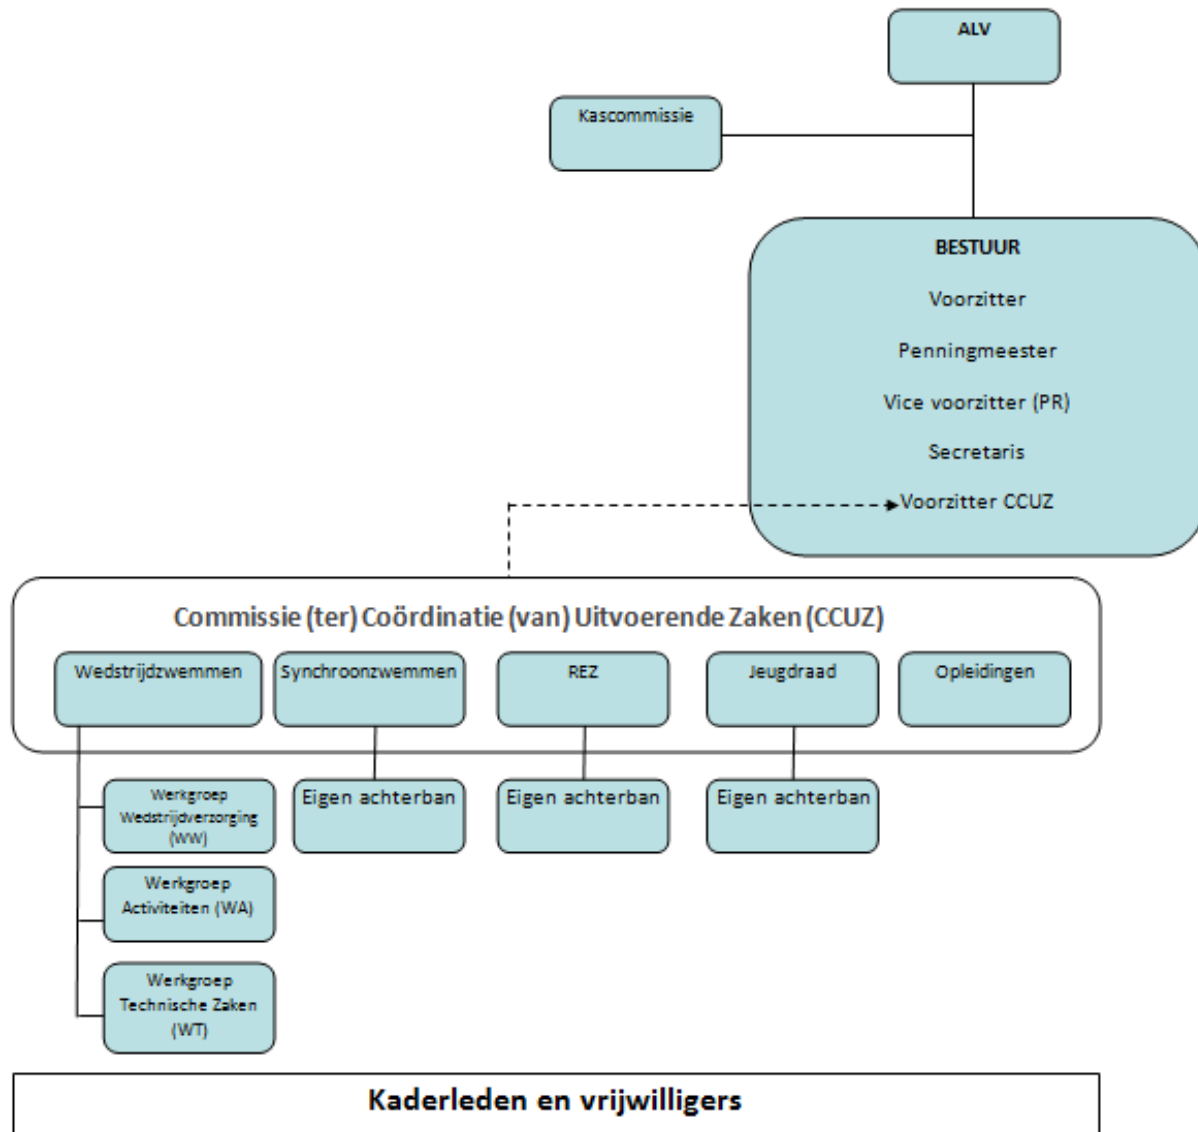 ALV
Kascommissie
BESTUUR
Voorzitter
Penningmeester
Vice voorzitter (PR)
Secretaris
Voorzitter CCUZ
Commissie (ter) Coördinatie (van) Uitvoerende Zaken (CCUZ)
Wedstrijdzwemmen
Synchroonzwemmen
REZ
Jeugdraad
Opleidingen
Werkgroep
Wedstrijdverzorging
(WW)
Eigen achterban
Eigen achterban
Eigen achterban
Werkgroep
Activiteiten (WA)
Werkgroep
Technische Zaken
(WT)
Kaderleden en vrijwilligers